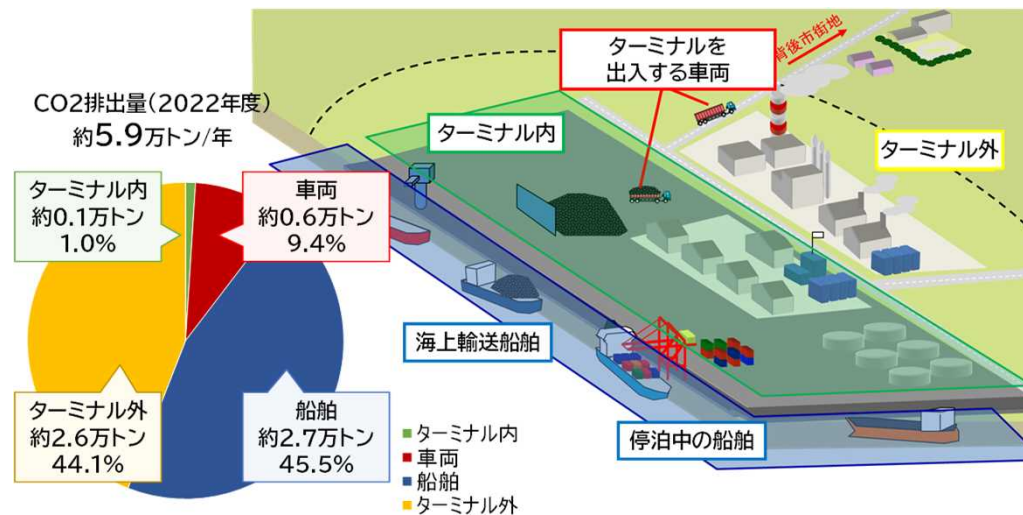 CO2排出量(2022年度)
約5.9万トン/年
ターミナル内
約0.1万トン
1.0%
車両
約0.6万トン
9.4%
ターミナル外
約2.6万トン
44.1%
船舶
約2.7万トン
45.5%
ターミナル内
車両
船舶
ターミナル外
ターミナルを
出入する車両
背後市街地
ターミナル内
ターミナル外
海上輸送船舶
停泊中の船舶